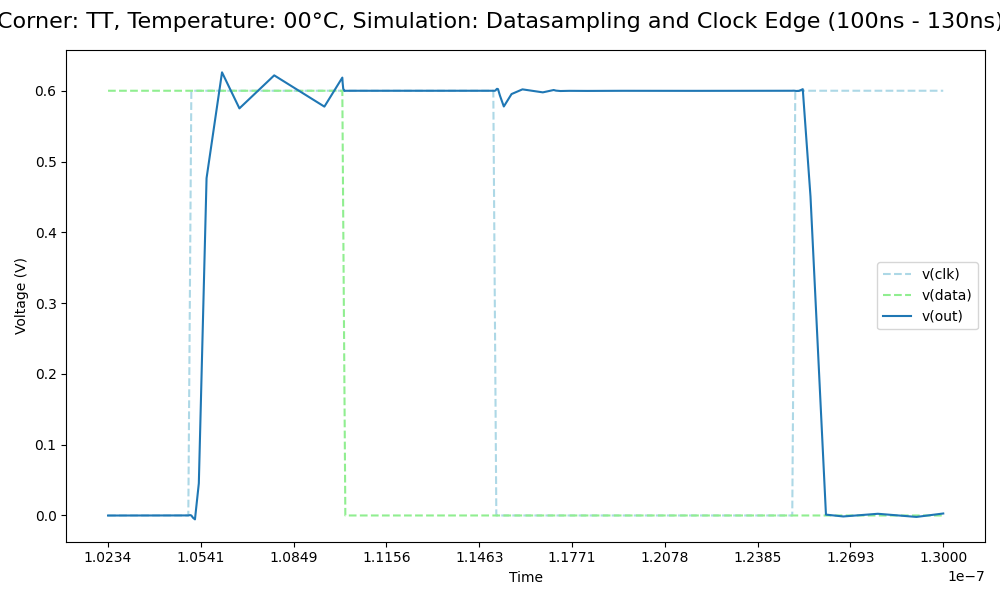 Corner: TT, Temperature: 00°C, Simulation: Datasampling and Clock Edge (100ns - 130ns)
0.6
0.5
0.4
0.3
0.2
0.1
0.0
Voltage (V)
v(clk)
v(data)
v(out)
1.0234 1.0541 1.0849 1.1156 1.1463 1.1771 1.2078 1.2385 1.2693 1.3000
1e−7
Time